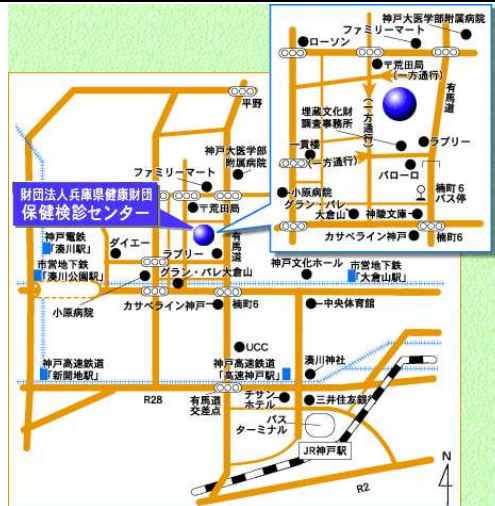 神戸大医学部
附属病院
ファミリーマート
ローソン
〒荒田局
(一方通行)
有馬道
埋蔵文化財
調査事務所
(一方通行)
一貫楼
(一方通行)
ラブリー
パローロ
小原病院
グラン・パレ
大倉山
神陵文庫
楠町6
バス停
カサベライン神戸
楠町6
平野
神戸大医学部
附属病院
ファミリーマート
〒荒田局
財団法人兵庫県健康財団
保健検診センター
神戸電鉄
「湊川駅」
ダイエー
ラブリー
有馬道
グラン・パレ大倉山
神戸文化ホール
市営地下鉄
「大倉山駅」
市営地下鉄
「湊川公園駅」
小原病院
カサベライン神戸
楠町6
中央体育館
UCC
神戸高速鉄道
「新開地駅」
神戸高速鉄道
「高速神戸駅」
湊川神社
R28
有馬道
交差点
チサン
ホテル
三井住友銀行
バス
ターミナル
JR神戸駅
N
R2